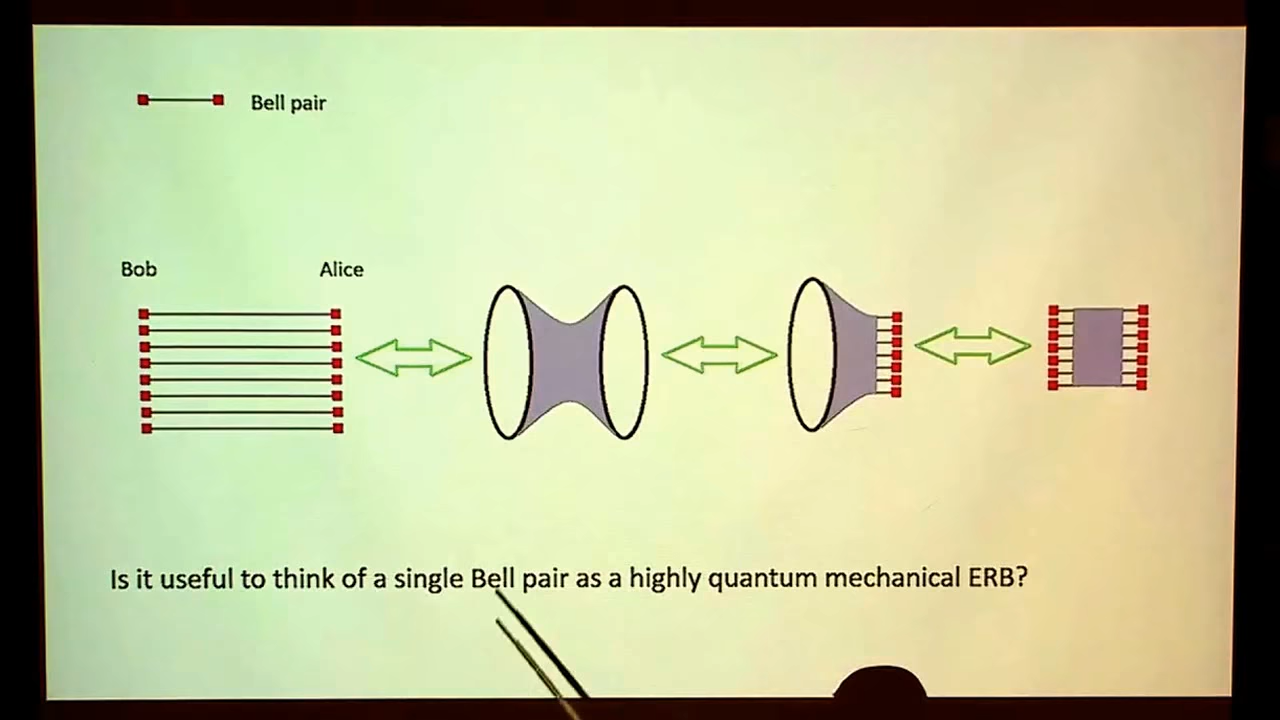 Bell pair
Bob
Alice
Is it useful to think of a single Bell pair as a highly quantum mechanical ERB?